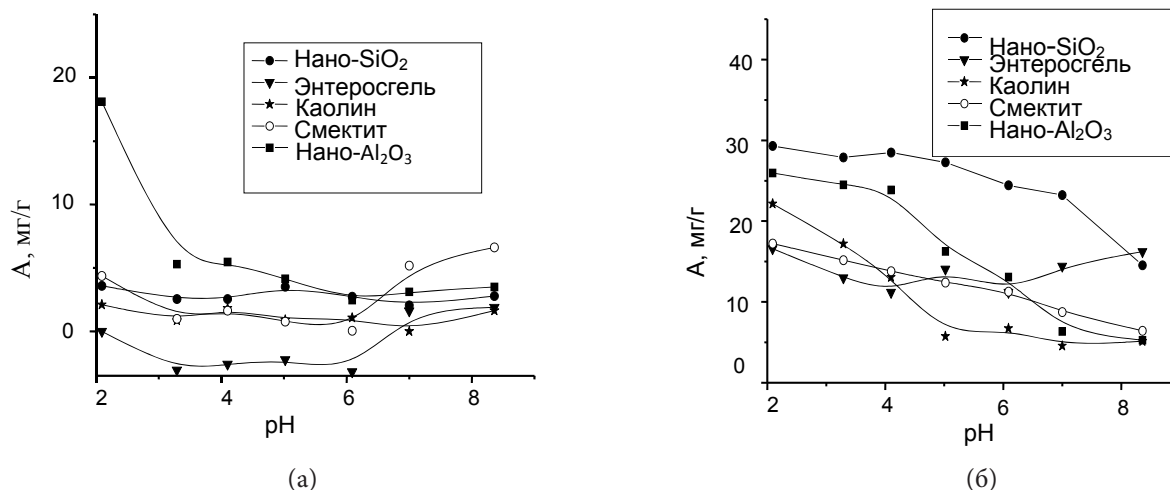 Нано-SiO₂
Энтеросгель
Каолин
Смектит
Нано-Al₂O₃
20
10
0
А, мг/г
2
4
6
8
pH
(а)
Нано-SiO₂
Энтеросгель
Каолин
Смектит
Нано-Al₂O₃
40
30
20
10
0
А, мг/г
2
4
6
8
pH
(б)